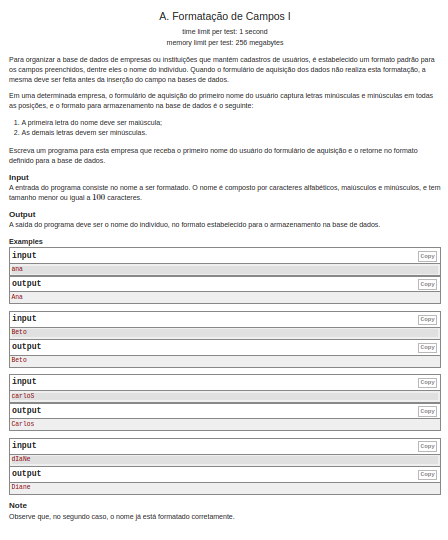 A. Formatação de Campos I
time limit per test: 1 second
memory limit per test: 256 megabytes
Para organizar a base de dados de empresas ou instituições que mantém cadastros de usuários, é estabelecido um formato padrão para
os campos preenchidos, dentre eles o nome do indivíduo. Quando o formulário de aquisição dos dados não realiza esta formatação, a
mesma deve ser feita antes da inserção do campo na bases de dados.
Em uma determinada empresa, o formulário de aquisição do primeiro nome do usuário captura letras minúsculas e minúsculas em todas
as posições, e o formato para armazenamento na base de dados é o seguinte:
1. A primeira letra do nome deve ser maiúscula;
2. As demais letras devem ser minúsculas.
Escreva um programa para esta empresa que receba o primeiro nome do usuário do formulário de aquisição e o retorne no formato
definido para a base de dados.
Input
A entrada do programa consiste no nome a ser formatado. O nome é composto por caracteres alfabéticos, maiúsculos e minúsculos, e tem
tamanho menor ou igual a 100 caracteres.
Output
A saída do programa deve ser o nome do indivíduo, no formato estabelecido para o armazenamento na base de dados.
Examples
input Copy
ana
output Copy
Ana
input Copy
Beto
output Copy
Beto
input Copy
carloS
output Copy
Carlos
input Copy
dIaNe
output Copy
Diane
Note
Observe que, no segundo caso, o nome já está formatado corretamente.